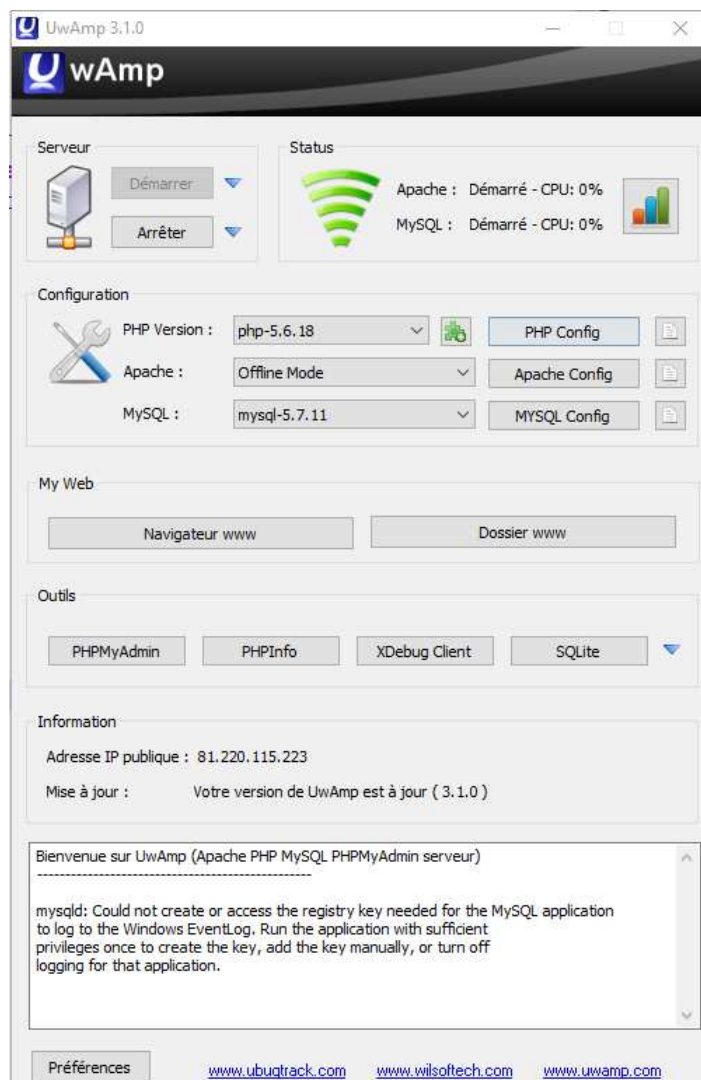 UwAmp 3.1.0
UwAmp
Serveur
Démarrer
Arrêter
Status
Apache : Démarré - CPU: 0%
MySQL : Démarré - CPU: 0%
Configuration
PHP Version : php-5.6.18 PHP Config
Apache : Offline Mode Apache Config
MySQL : mysql-5.7.11 MYSQL Config
My Web
Navigateur www Dossier www
Outils
PHPMyAdmin PHPInfo XDebug Client SQLite
Information
Adresse IP publique : 81.220.115.223
Mise à jour : Votre version de UwAmp est à jour ( 3.1.0 )
Bienvenue sur UwAmp (Apache PHP MySQL PHPMyAdmin serveur)
-------------------------------------------------
mysqld: Could not create or access the registry key needed for the MySQL application
to log to the Windows EventLog. Run the application with sufficient
privileges once to create the key, add the key manually, or turn off
logging for that application.
Préférences www.ubugtrack.com www.wilsoftech.com www.uwamp.com